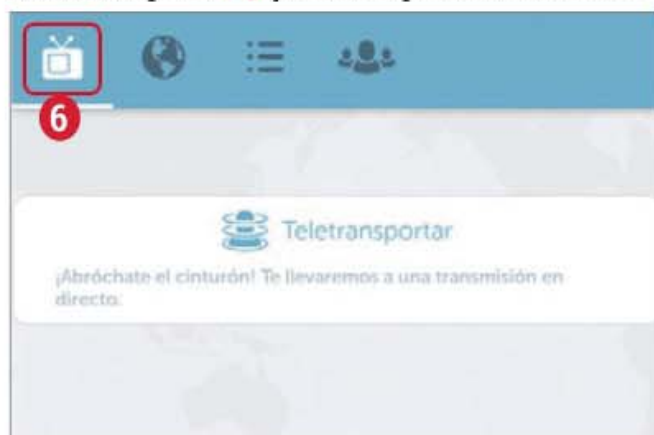 6
Teletransportar
¡Abróchate el cinturón! Te llevaremos a una transmisión en
directo.